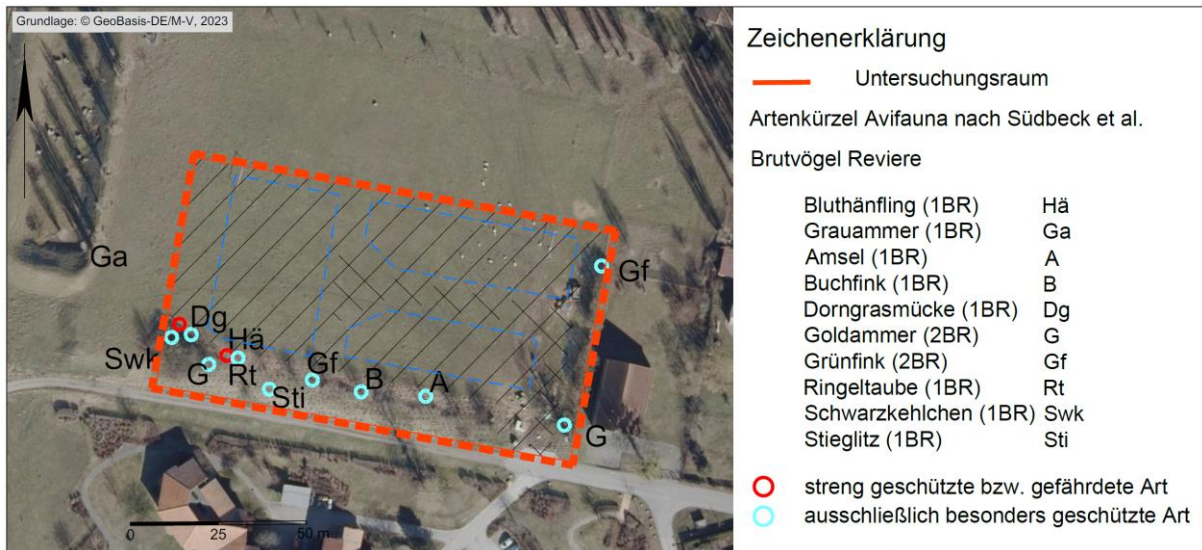 Grundlage: © GeoBasis-DE/M-V, 2023
Ga
Gf
Dg
Swk
Hä
G
Rt
Gf
Sti
B
A
G
0
25
50 m
Zeichenerklärung
Untersuchungsraum
Artenkürzel Avifauna nach Südbeck et al.
Brutvögel Reviere
Bluthänfling (1BR) Hä
Grauammer (1BR) Ga
Amsel (1BR) A
Buchfink (1BR) B
Dorngrasmücke (1BR) Dg
Goldammer (2BR) G
Grünfink (2BR) Gf
Ringeltaube (1BR) Rt
Schwarzkehlchen (1BR) Swk
Stieglitz (1BR) Sti
streng geschützte bzw. gefährdete Art
ausschließlich besonders geschützte Art